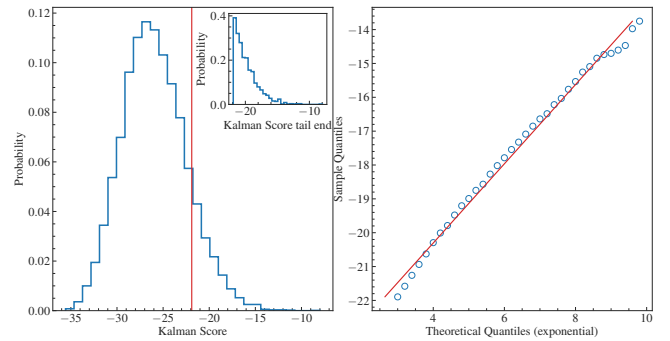 0.12
0.10
0.08
0.06
0.04
0.02
0.00
Probability
−35 −30 −25 −20 −15 −10
Kalman Score
0.4
0.2
0.0
Probability
−20 −10
Kalman Score tail end
−14
−15
−16
−17
−18
−19
−20
−21
−22
Sample Quantiles
4 6 8 10
Theoretical Quantiles (exponential)